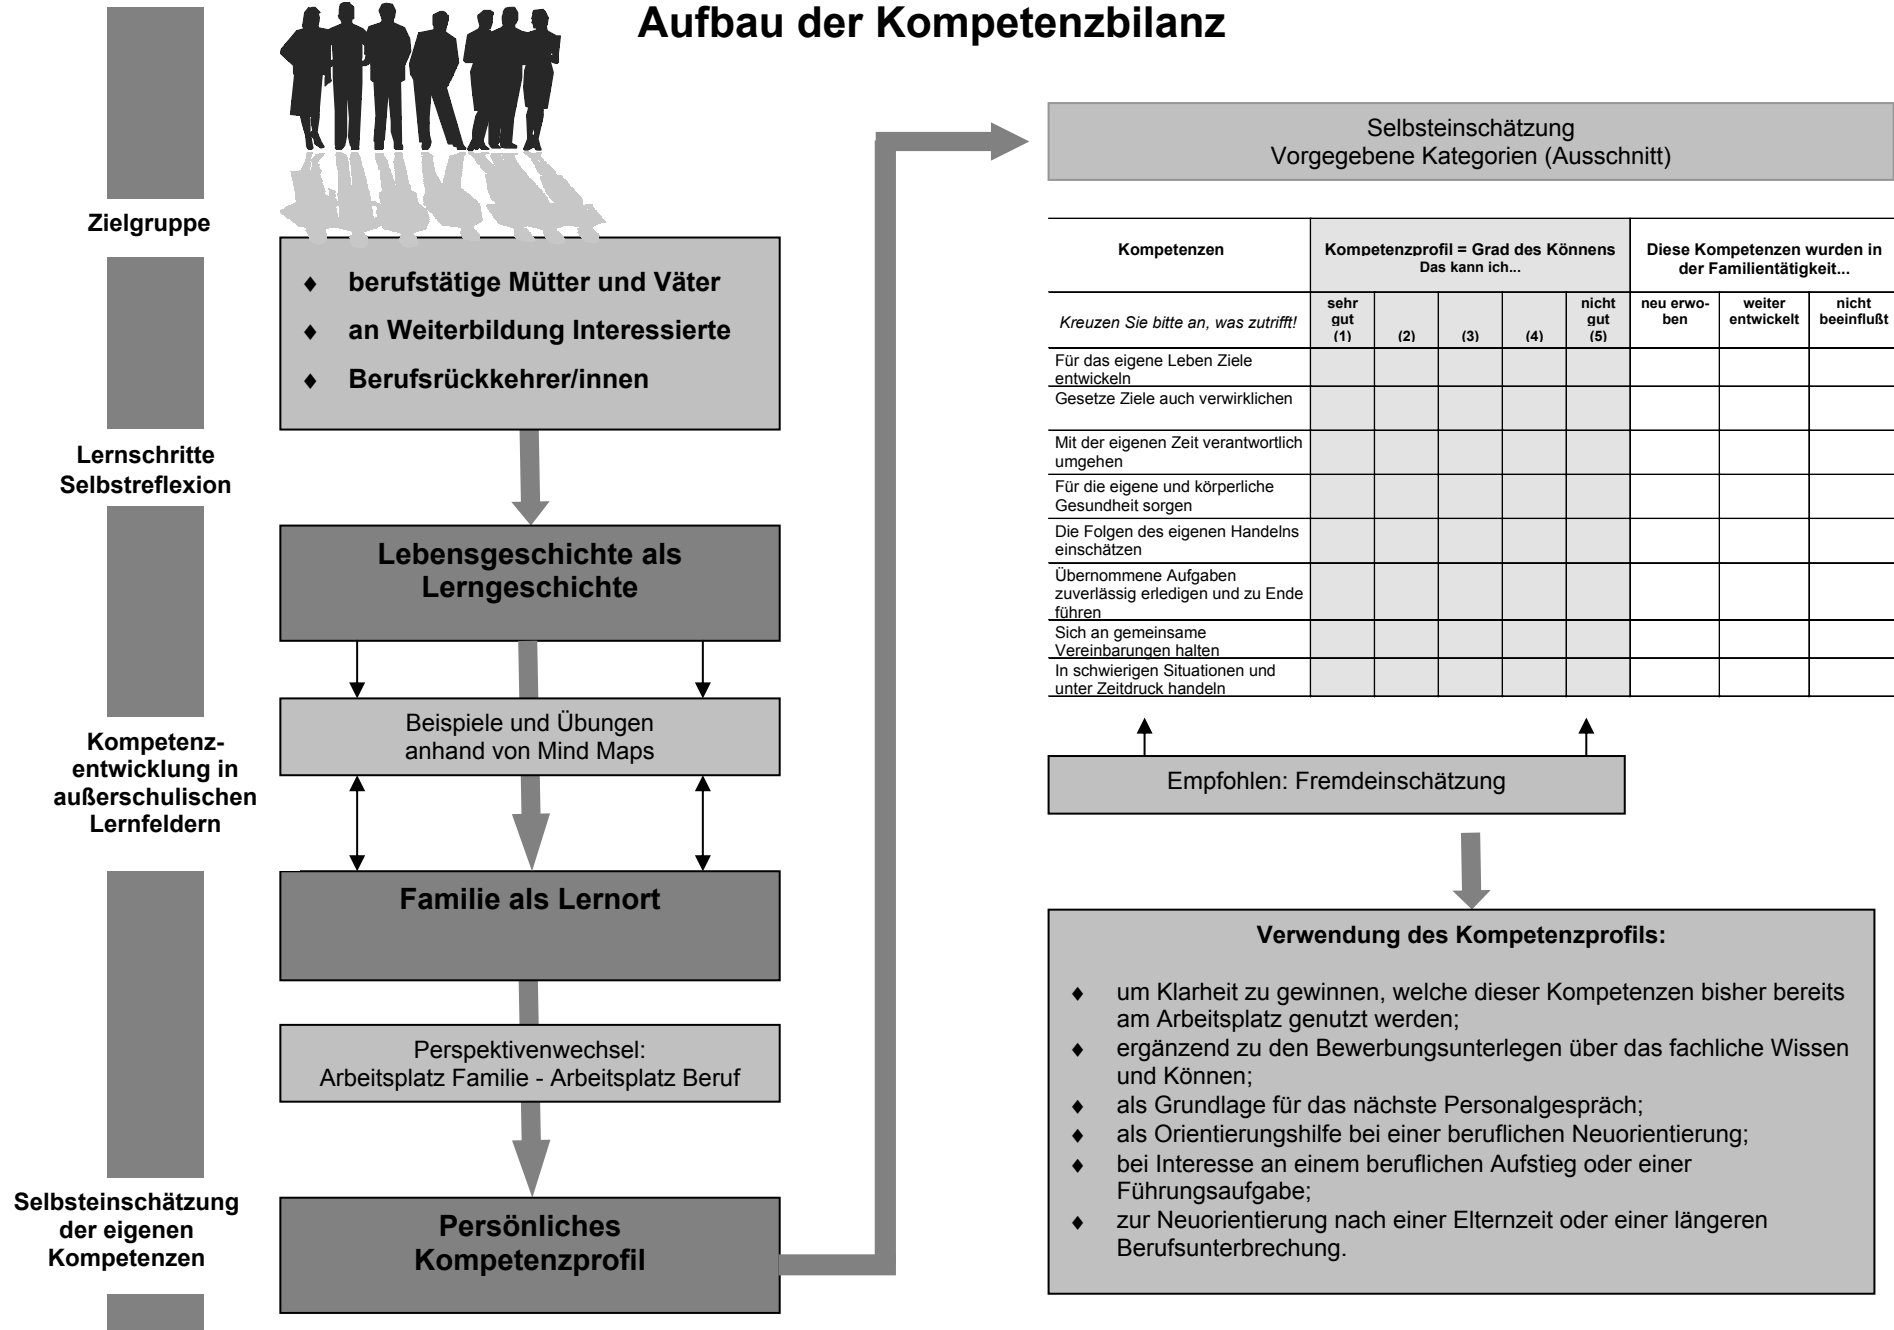 Aufbau der Kompetenzbilanz
Zielgruppe
Lernschritte
Selbstreflexion
Kompetenz-
entwicklung in
außerschulischen
Lernfeldern
Selbsteinschätzung
der eigenen
Kompetenzen
♦ berufstätige Mütter und Väter
♦ an Weiterbildung Interessierte
♦ Berufsrückkehrer/innen
Lebensgeschichte als
Lerngeschichte
Beispiele und Übungen
anhand von Mind Maps
Familie als Lernort
Perspektivenwechsel:
Arbeitsplatz Familie - Arbeitsplatz Beruf
Persönliches
Kompetenzprofil
Selbsteinschätzung
Vorgegebene Kategorien (Ausschnitt)
Kompetenzen
Kompetenzprofil = Grad des Könnens
Das kann ich...
Diese Kompetenzen wurden in
der Familientätigkeit...
Kreuzen Sie bitte an, was zutrifft!
sehr
gut
(1)
(2)
(3)
(4)
nicht
gut
(5)
neu erwo-
ben
weiter
entwickelt
nicht
beeinflußt
Für das eigene Leben Ziele
entwickeln
Gesetze Ziele auch verwirklichen
Mit der eigenen Zeit verantwortlich
umgehen
Für die eigene und körperliche
Gesundheit sorgen
Die Folgen des eigenen Handelns
einschätzen
Übernommene Aufgaben
zuverlässig erledigen und zu Ende
führen
Sich an gemeinsame
Vereinbarungen halten
In schwierigen Situationen und
unter Zeitdruck handeln
Empfohlen: Fremdeinschätzung
Verwendung des Kompetenzprofils:
♦ um Klarheit zu gewinnen, welche dieser Kompetenzen bisher bereits
am Arbeitsplatz genutzt werden;
♦ ergänzend zu den Bewerbungsunterlegen über das fachliche Wissen
und Können;
♦ als Grundlage für das nächste Personalgespräch;
♦ als Orientierungshilfe bei einer beruflichen Neuorientierung;
♦ bei Interesse an einem beruflichen Aufstieg oder einer
Führungsaufgabe;
♦ zur Neuorientierung nach einer Elternzeit oder einer längeren
Berufsunterbrechung.